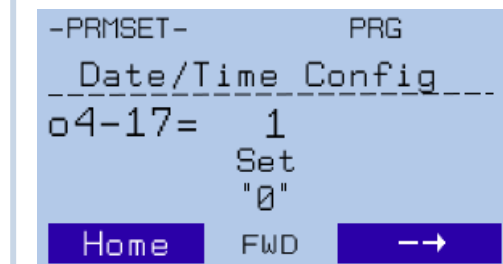 -PRMSET- PRG
Date/Time Config
o4-17= 1
Set
"0"
Home FWD →